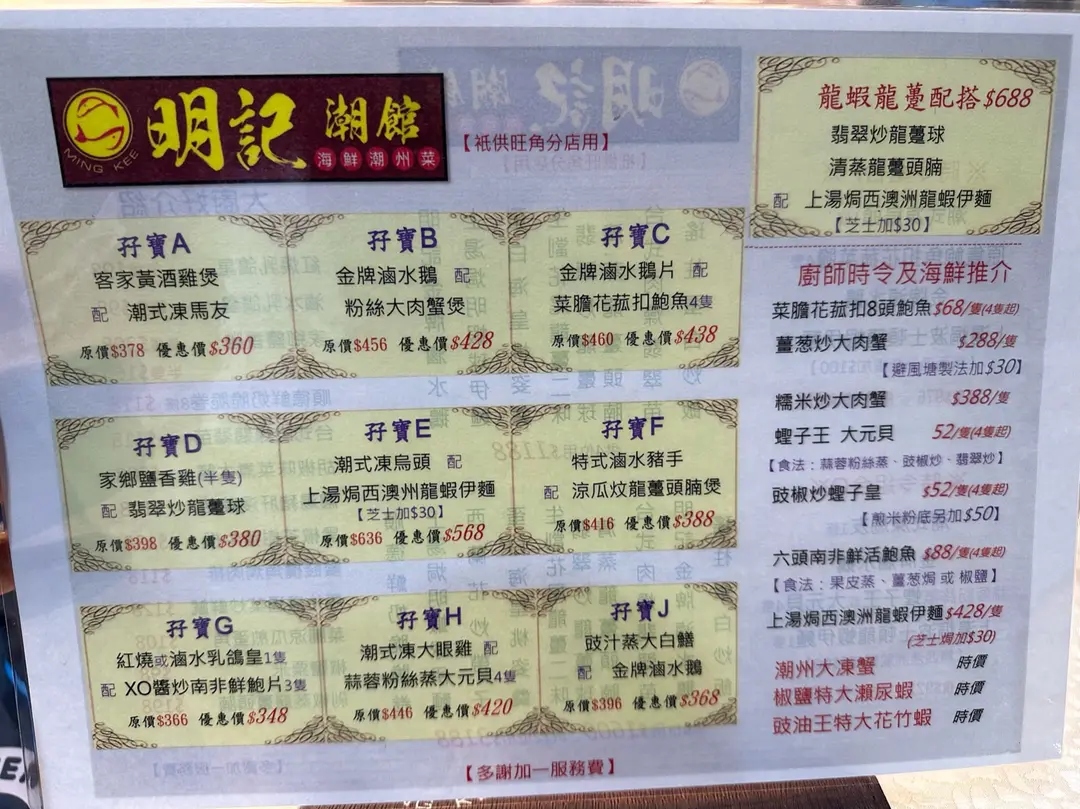 明記 潮館
海鮮潮州菜
MING KEE
【祇供旺角分店用】
龍蝦龍躉配搭$688
翡翠炒龍躉球
清蒸龍躉頭腩
配 上湯焗西澳洲龍蝦伊麵
【芝士加$30】
孖寶A
客家黃酒雞煲
配 潮式凍馬友
原價$378 優惠價$360
孖寶B
金牌滷水鵝 配
粉絲大肉蟹煲
原價$456 優惠價$428
孖寶C
金牌滷水鵝片 配
菜膽花菰扣鮑魚4隻
原價$460 優惠價$438
孖寶D
家鄉鹽香雞(半隻)
配 翡翠炒龍躉球
原價$398 優惠價$380
孖寶E
潮式凍烏頭 配
上湯焗西澳州龍蝦伊麵
【芝士加$30】
原價$636 優惠價$568
孖寶F
特式滷水豬手
配 涼瓜炆龍躉頭腩煲
原價$416 優惠價$388
孖寶G
紅燒或滷水乳鴿皇1隻
配 XO醬炒南非鮮鮑片3隻
原價$366 優惠價$348
孖寶H
潮式凍大眼雞 配
蒜蓉粉絲蒸大元貝4隻
原價$446 優惠價$420
孖寶J
豉汁蒸大白鱔
配 金牌滷水鵝
原價$396 優惠價$368
廚師時令及海鮮推介
菜膽花菰扣8頭鮑魚$68/隻(4隻起)
薑葱炒大肉蟹 $288/隻
【避風塘製法加$30】
糯米炒大肉蟹 $388/隻
蟶子王 大元貝 52/隻(4隻起)
【食法：蒜蓉粉絲蒸、豉椒炒、翡翠炒】
豉椒炒蟶子皇 $52/隻(4隻起)
【煎米粉底另加$50】
六頭南非鮮活鮑魚 $88/隻(4隻起)
【食法：果皮蒸、薑葱焗 或 椒鹽】
上湯焗西澳洲龍蝦伊麵$428/隻
(芝士焗加$30)
潮州大凍蟹 時價
椒鹽特大瀨尿蝦 時價
豉油王特大花竹蝦 時價
【多謝加一服務費】